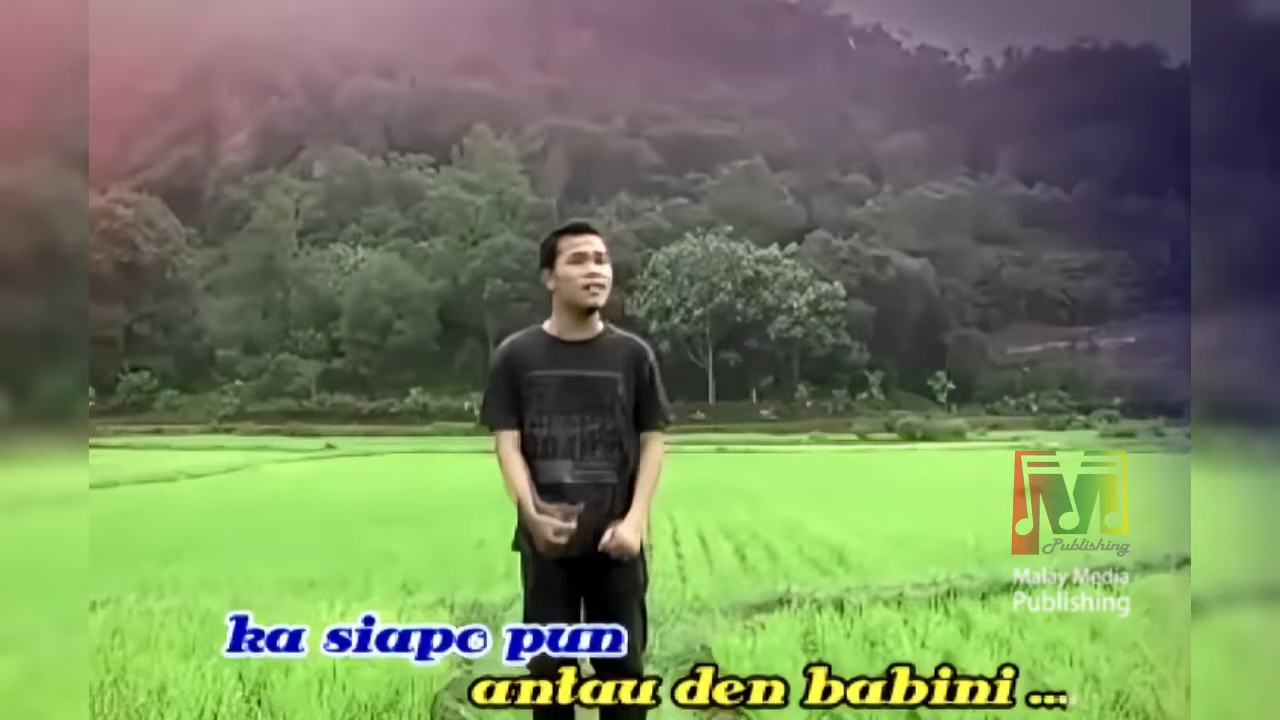 M
Publishing
Malay Media
Publishing
ka siapo pun
antau den babini ...